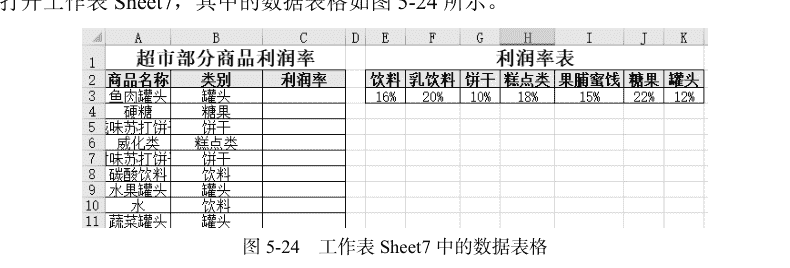 打开工作表 Sheet7，其中的数据表格如图 5-24 所示。
A B C D E F G H I J K
1 超市部分商品利润率 利润率表
2 商品名称 类别 利润率 饮料 乳饮料 饼干 糕点类 果脯蜜饯 糖果 罐头
3 鱼肉罐头 罐头 16% 20% 10% 18% 15% 22% 12%
4 硬糖 糖果
5 味苏打饼 饼干
6 威化类 糕点类
7 味苏打饼 饼干
8 碳酸饮料 饮料
9 水果罐头 罐头
10 水 饮料
11 蔬菜罐头 罐头
图 5-24 工作表 Sheet7 中的数据表格